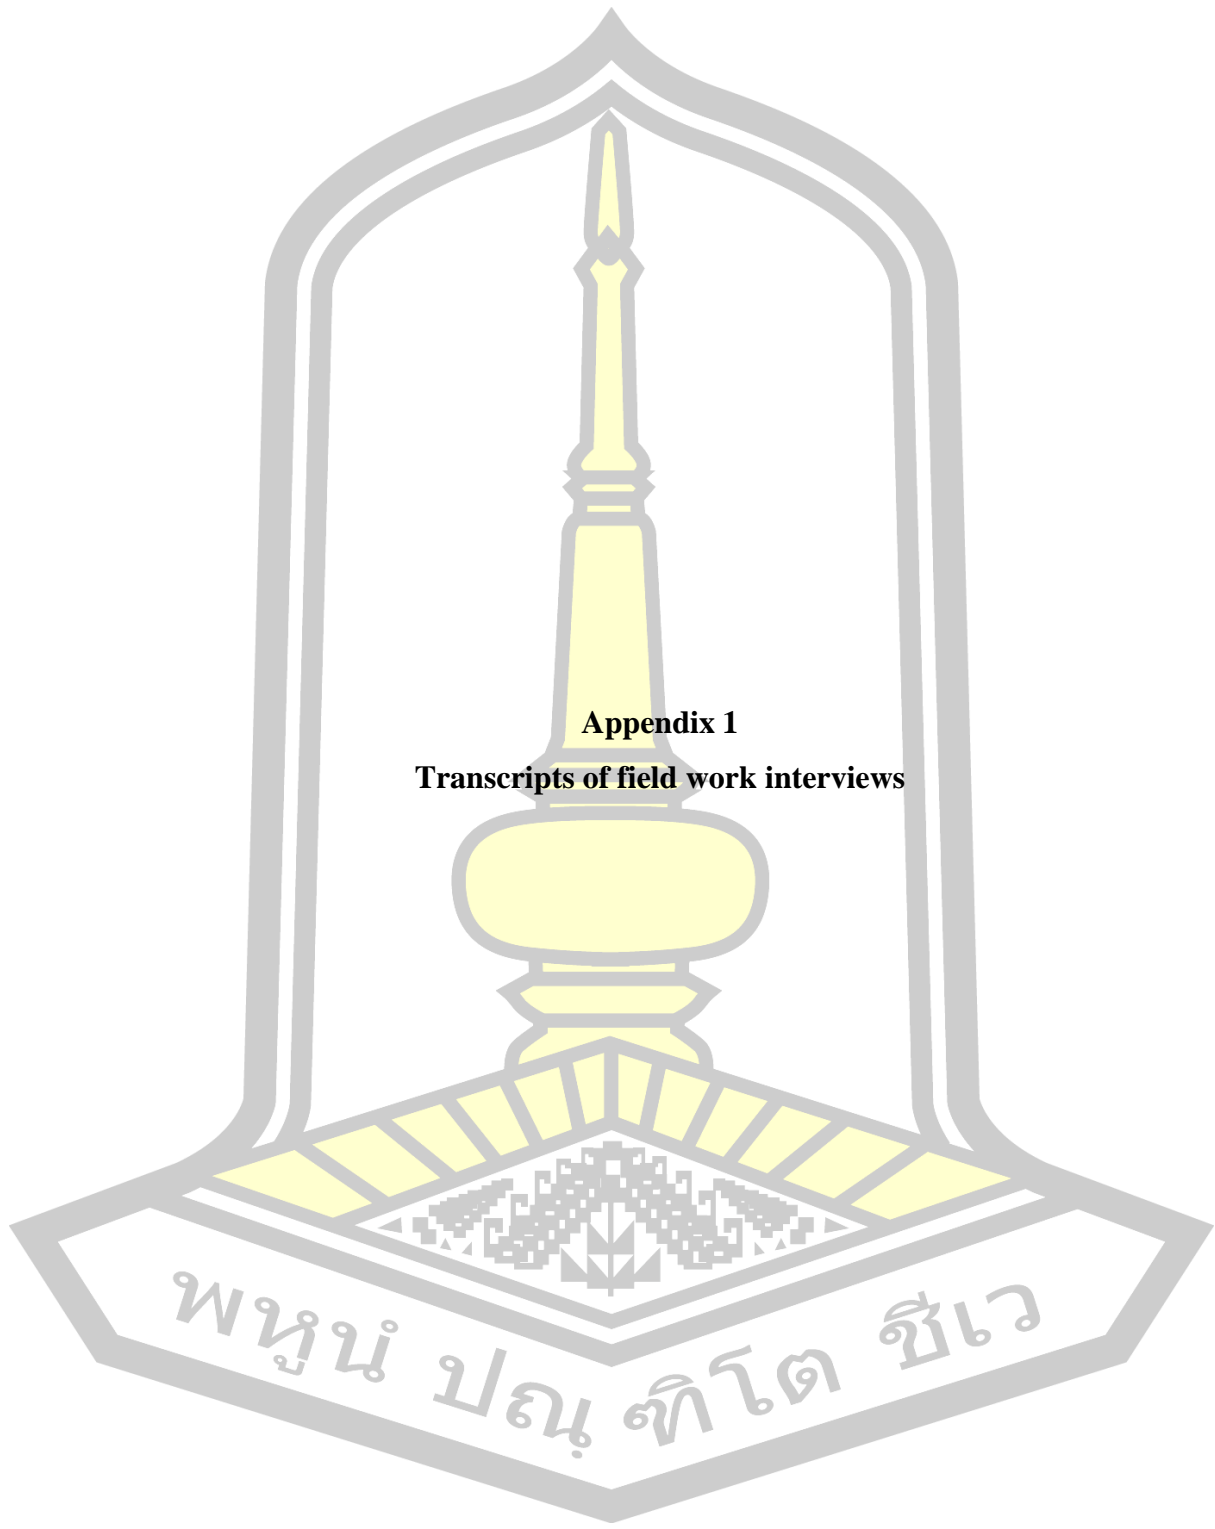 Appendix 1
Transcripts of field work interviews
พหูนํ ปณฺฑิโต ชีเว